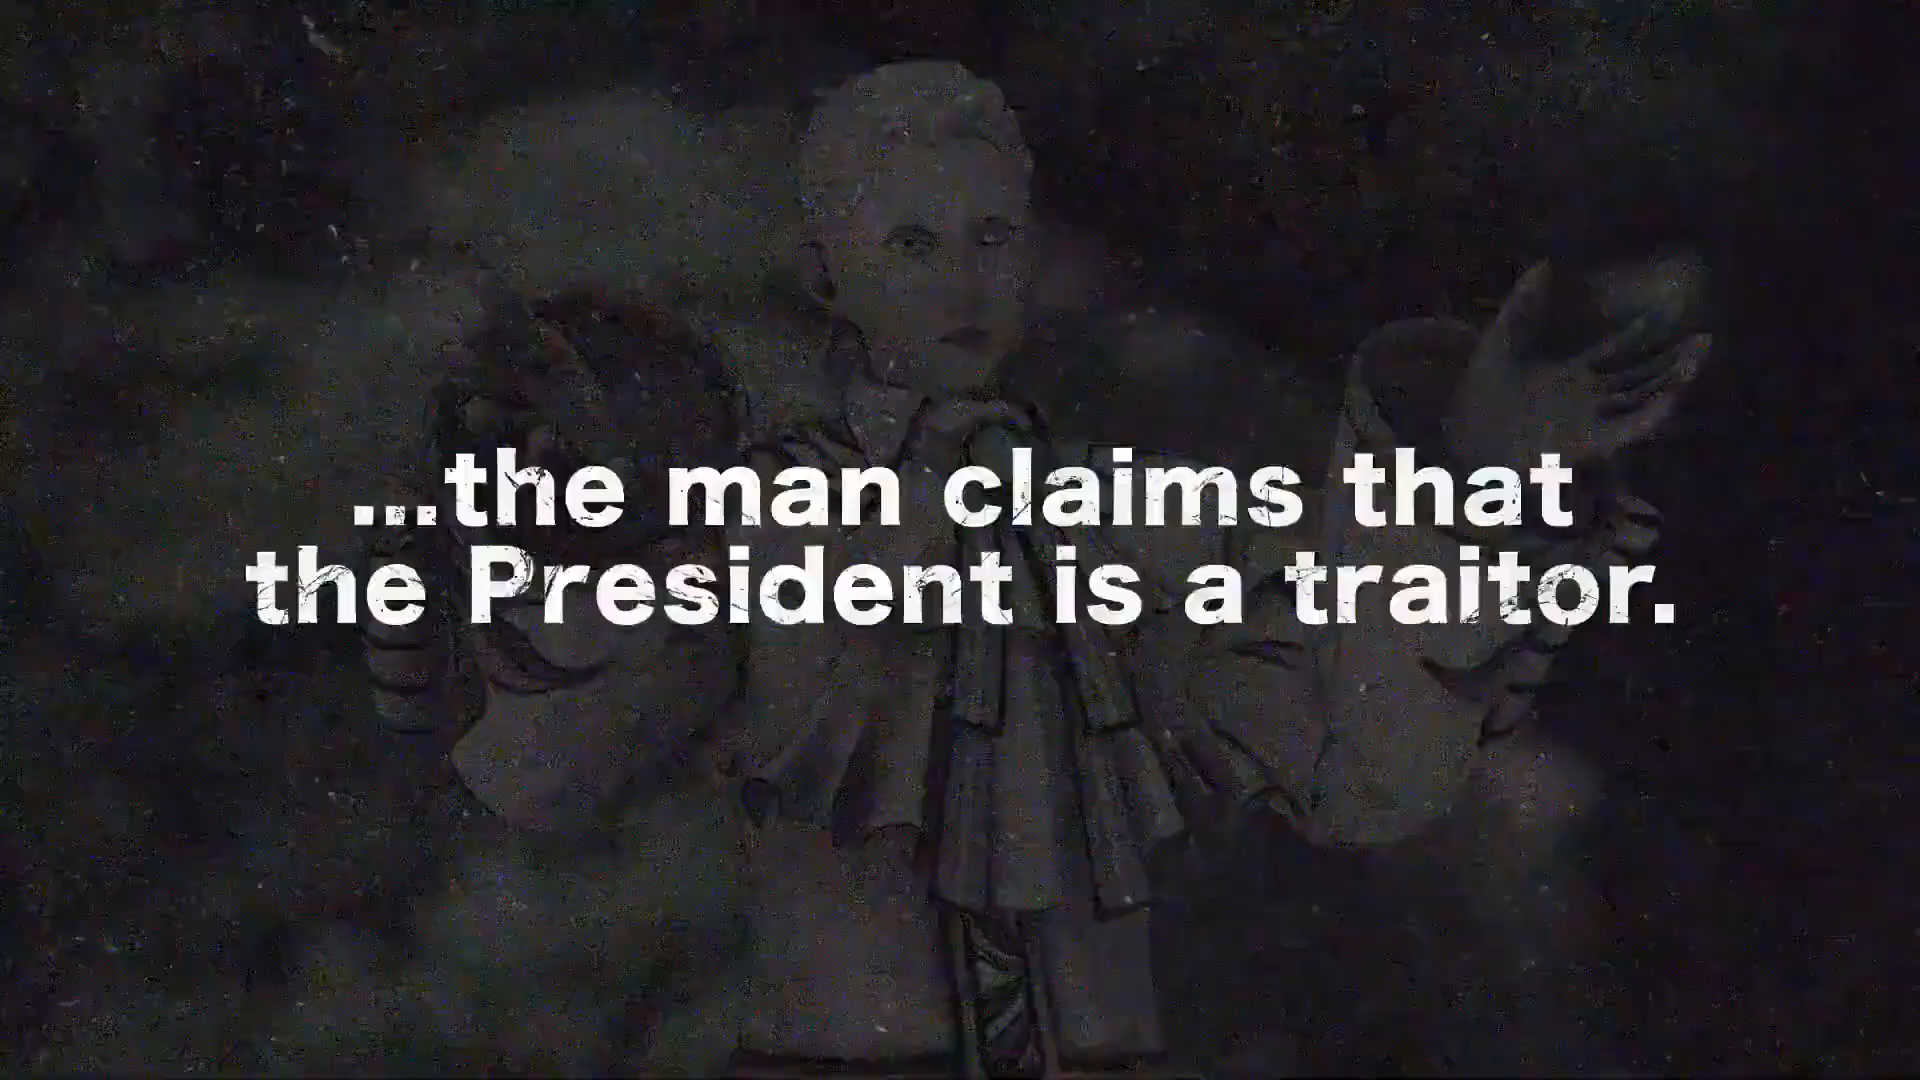 ...the man claims that
the President is a traitor.